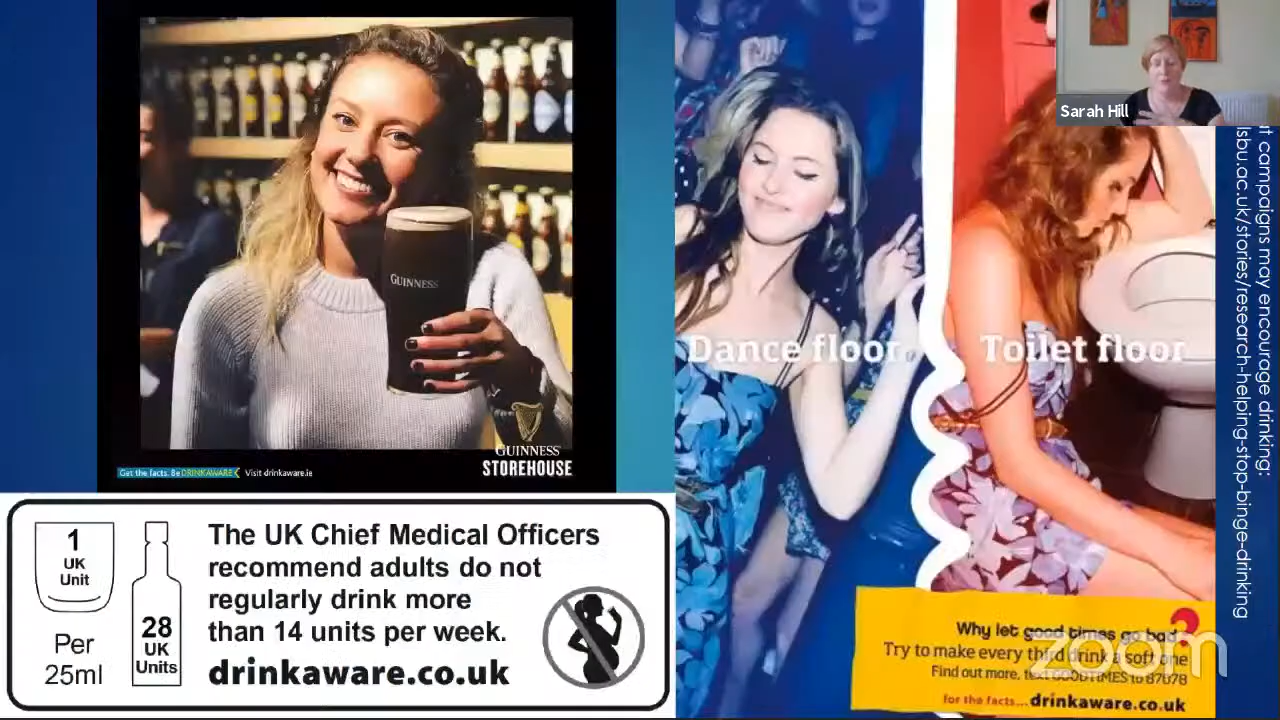 GUINNESS
GUINNESS
STOREHOUSE
Get the facts. Be DRINKAWARE Visit drinkaware.ie
1
UK
Unit
Per
25ml
28
UK
Units
The UK Chief Medical Officers
recommend adults do not
regularly drink more
than 14 units per week.
drinkaware.co.uk
Dance floor.
Toilet floor
Why let good times go bad?
Try to make every third drink a soft one
Find out more, text GOODTIMES to 87078
for the facts... drinkaware.co.uk
zoom
Sarah Hill
t campaigns may encourage drinking:
lsbu.ac.uk/stories/research-helping-stop-binge-drinking